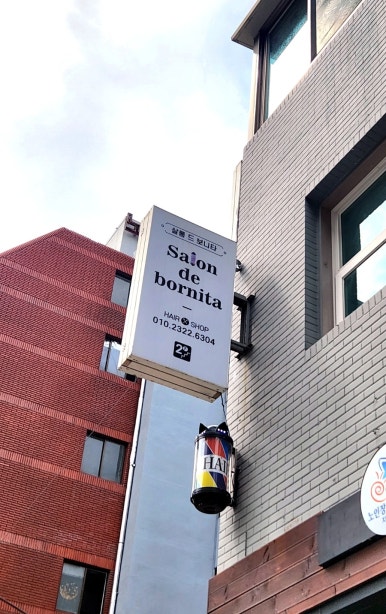 살롱 드 보니타
Salon
de
bornita
HAIR SHOP
010.2322.6304
2F
HAI